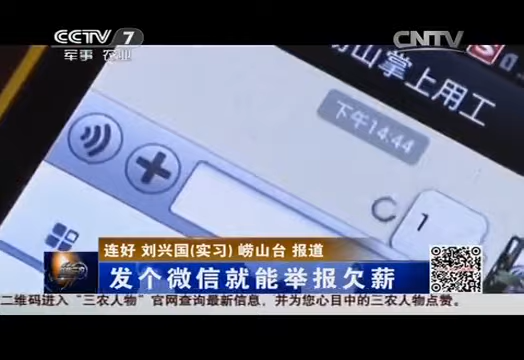 CCTV 7
军事 农业
CNTV
崂山掌上用工
下午14:44
1
连好 刘兴国(实习) 崂山台 报道
发个微信就能举报欠薪
二维码进入“三农人物”官网查询最新信息，并为您心目中的三农人物点赞。